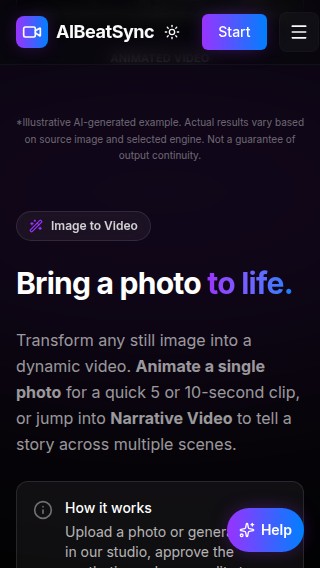 AIBeatSync
Start
ANIMATED VIDEO
*Illustrative AI-generated example. Actual results vary based
on source image and selected engine. Not a guarantee of
output continuity.
Image to Video
Bring a photo to life.
Transform any still image into a
dynamic video. Animate a single
photo for a quick 5 or 10-second clip,
or jump into Narrative Video to tell a
story across multiple scenes.
How it works
Upload a photo or
in our studio, approve the
Help